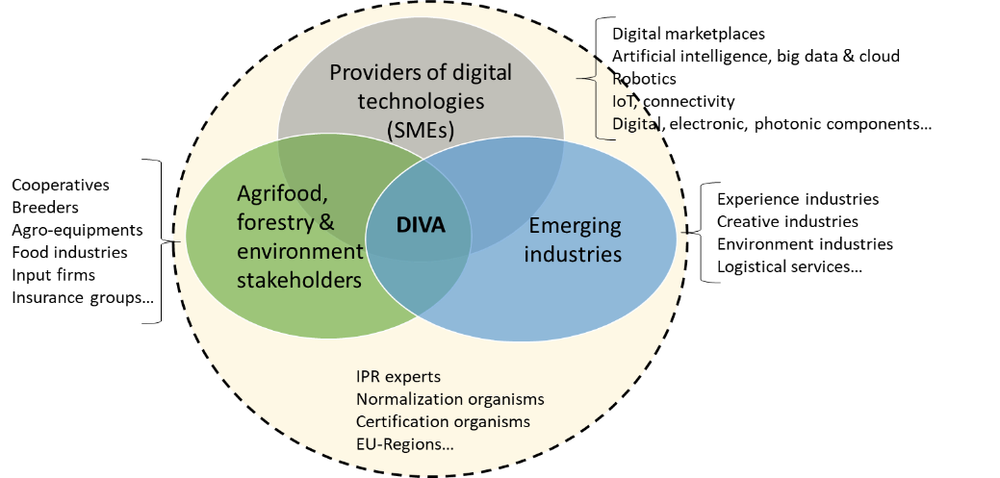 Providers of digital
technologies
(SMEs)
Digital marketplaces
Artificial intelligence, big data & cloud
Robotics
IoT, connectivity
Digital, electronic, photonic components…
Cooperatives
Breeders
Agro-equipments
Food industries
Input firms
Insurance groups…
Agrifood,
forestry &
environment
stakeholders
DIVA
Emerging
industries
Experience industries
Creative industries
Environment industries
Logistical services…
IPR experts
Normalization organisms
Certification organisms
EU-Regions…